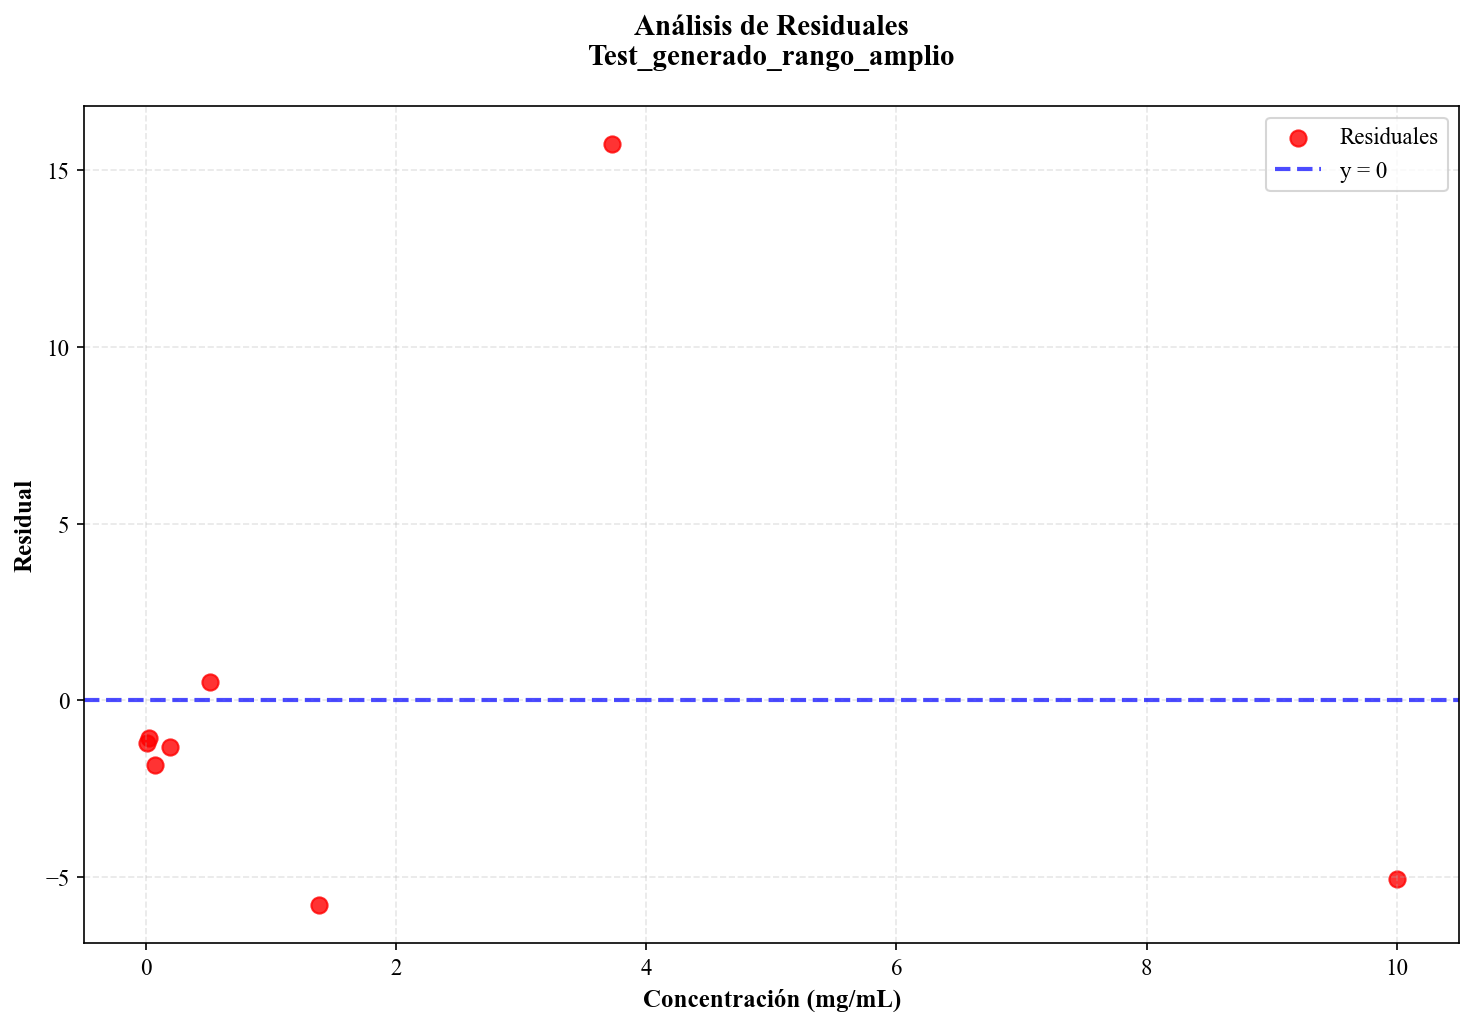 Análisis de Residuales
Test_generado_rango_amplio
Residuales
y = 0
15
10
5
0
−5
Residual
0 2 4 6 8 10
Concentración (mg/mL)